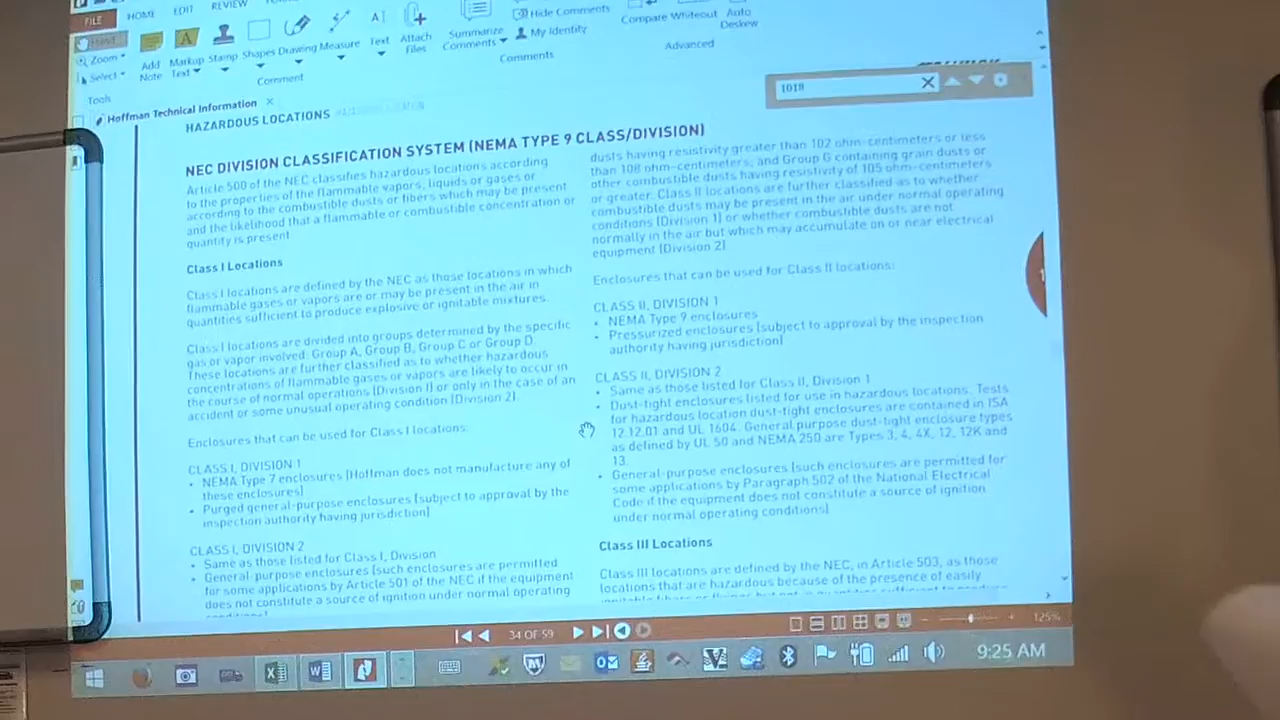 FILE
HOME
EDIT
REVIEW
Hand
Zoom
Select
Tools
Add
Note
Markup
Text
Stamp
Shapes
Drawing
Measure
Text
Attach
Files
Comment
Summarize
Comments
Hide Comments
My Identity
Comments
Compare
Whiteout
Auto
Deskew
Advanced
Hoffman Technical Information
1018
HAZARDOUS LOCATIONS
NEC DIVISION CLASSIFICATION SYSTEM (NEMA TYPE 9 CLASS/DIVISION)
Article 500 of the NEC classifies hazardous locations according
to the properties of the flammable vapors, liquids or gases or
according to the combustible dusts or fibers which may be present
and the likelihood that a flammable or combustible concentration or
quantity is present.
Class I Locations
Class I locations are defined by the NEC as those locations in which
flammable gases or vapors are or may be present in the air in
quantities sufficient to produce explosive or ignitable mixtures.
Class I locations are divided into groups determined by the specific
gas or vapor involved: Group A, Group B, Group C or Group D.
These locations are further classified as to whether hazardous
concentrations of flammable gases or vapors are likely to occur in
the course of normal operations (Division I) or only in the case of an
accident or some unusual operating condition (Division 2).
Enclosures that can be used for Class I locations:
CLASS I, DIVISION 1
• NEMA Type 7 enclosures (Hoffman does not manufacture any of
these enclosures)
• Purged general-purpose enclosures (subject to approval by the
inspection authority having jurisdiction)
CLASS I, DIVISION 2
• Same as those listed for Class I, Division
• General-purpose enclosures (such enclosures are permitted
for some applications by Article 501 of the NEC if the equipment
does not constitute a source of ignition under normal operating
dusts having resistivity greater than 102 ohm-centimeters or less
than 108 ohm-centimeters; and Group G containing grain dusts or
other combustible dusts having resistivity of 105 ohm-centimeters
or greater. Class II locations are further classified as to whether
combustible dusts may be present in the air under normal operating
conditions (Division 1) or whether combustible dusts are not
normally in the air but which may accumulate on or near electrical
equipment (Division 2).
Enclosures that can be used for Class II locations:
CLASS II, DIVISION 1
• NEMA Type 9 enclosures
• Pressurized enclosures (subject to approval by the inspection
authority having jurisdiction)
CLASS II, DIVISION 2
• Same as those listed for Class II, Division 1
• Dust-tight enclosures listed for use in hazardous locations. Tests
for hazardous location dust-tight enclosures are contained in ISA
12.12.01 and UL 1604. General purpose dust-tight enclosure types
as defined by UL 50 and NEMA 250 are Types 3, 4, 4X, 12, 12K and
13.
• General-purpose enclosures (such enclosures are permitted for
some applications by Paragraph 502 of the National Electrical
Code if the equipment does not constitute a source of ignition
under normal operating conditions)
Class III Locations
Class III locations are defined by the NEC, in Article 503, as those
locations that are hazardous because of the presence of easily
34 OF 59
125%
9:25 AM